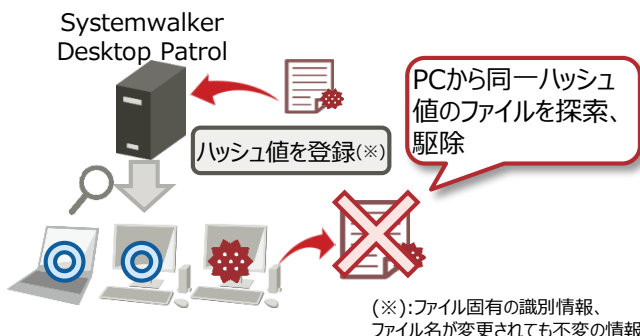 Systemwalker
Desktop Patrol
PCから同一ハッシュ
値のファイルを探索、
駆除
ハッシュ値を登録(※)
(※):ファイル固有の識別情報、
ファイル名が変更されても不変の情報